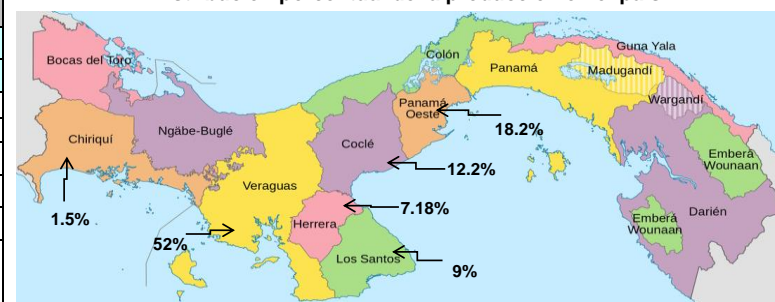 Guna Yala
Colón
Bocas del Toro
Panamá
Madugandí
Wargandí
Panamá
Oeste
18.2%
Chiriquí
Ngäbe-Buglé
Coclé
12.2%
Emberá
Wounaan
Veraguas
7.18%
1.5%
Herrera
Emberá
Wounaan
Darién
52%
Los Santos
9%